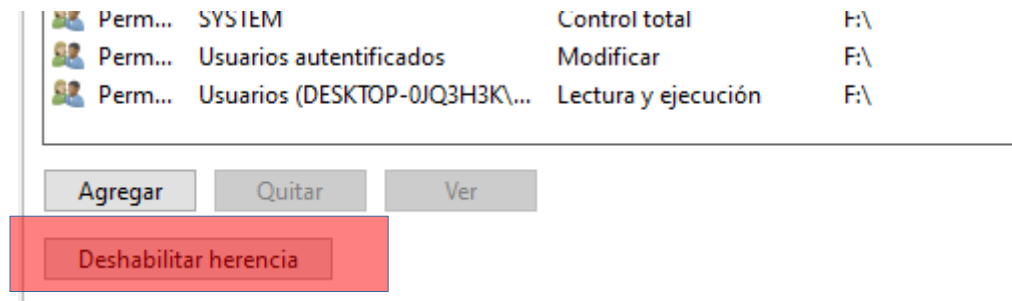 Perm... SYSTEM Control total F:\
Perm... Usuarios autentificados Modificar F:\
Perm... Usuarios (DESKTOP-0JQ3H3K\... Lectura y ejecución F:\
Agregar Quitar Ver
Deshabilitar herencia